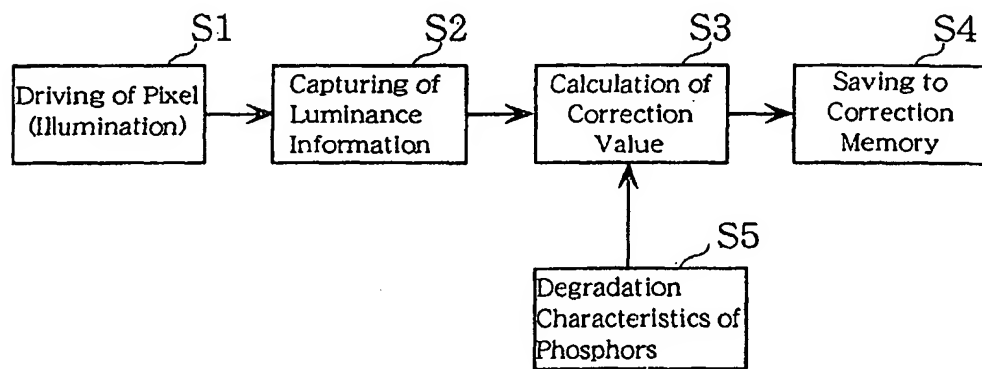 S1
S2
S3
S4
Driving of Pixel
(Illumination)
Capturing of
Luminance
Information
Calculation of
Correction
Value
Saving to
Correction
Memory
S5
Degradation
Characteristics of
Phosphors